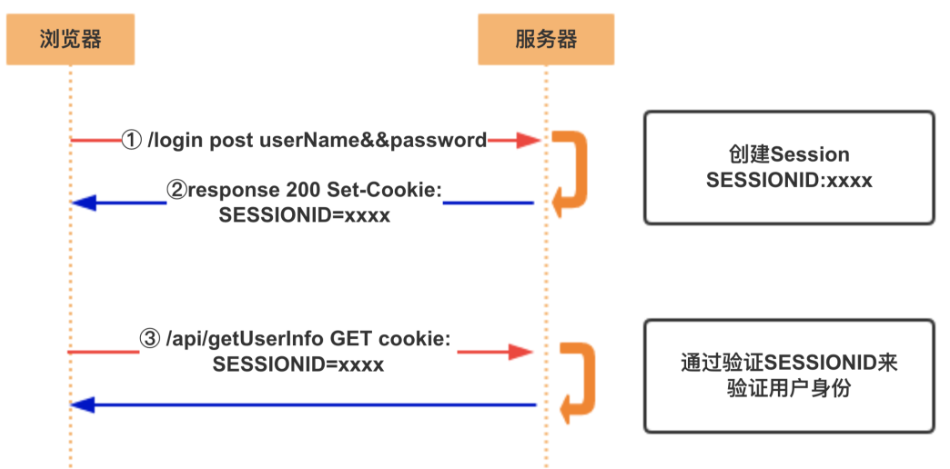 浏览器
服务器
① /login post userName&&password
创建Session
SESSIONID:xxxx
②response 200 Set-Cookie:
SESSIONID=xxxx
③ /api/getUserInfo GET cookie:
SESSIONID=xxxx
通过验证SESSIONID来
验证用户身份